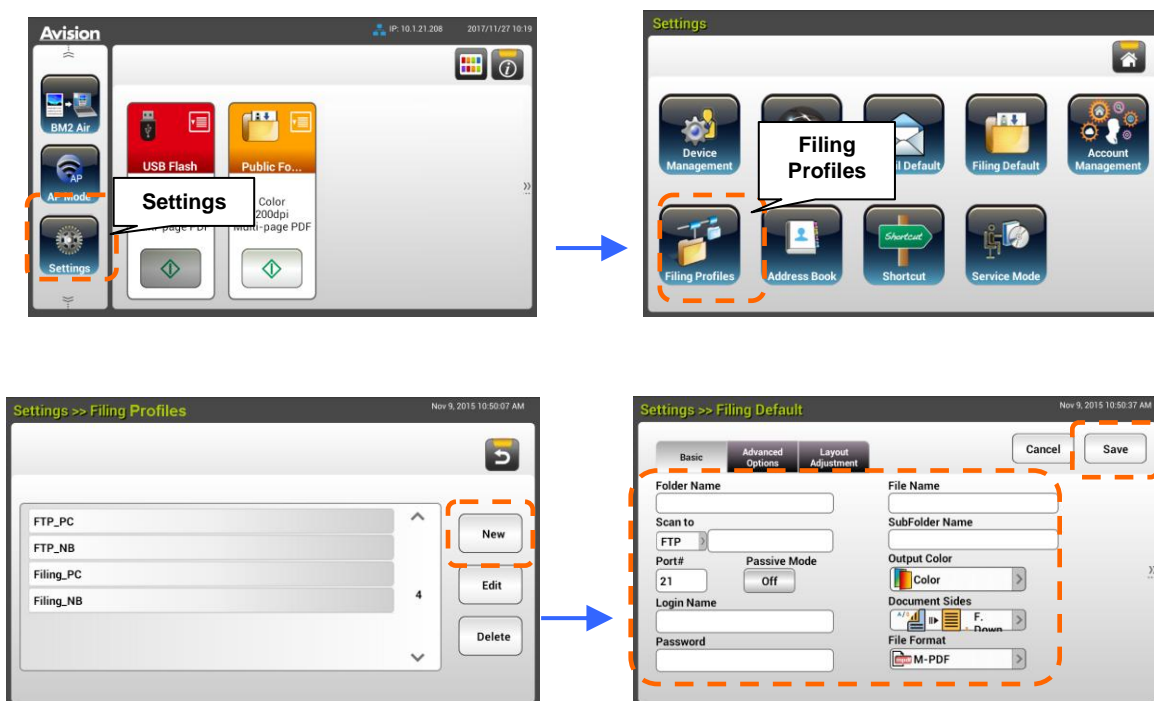 Avision
IP: 10.1.21.208
2017/11/27 10:19
BM2 Air
AP
AP Mode
Settings
USB Flash
Public Fo...
Settings
Color
200dpi
Multi-page PDF
Settings
Device
Management
Filing
Profiles
il Default
Filing Default
Account
Management
Filing Profiles
Address Book
Shortcut
Shortcut
Service Mode
Settings >> Filing Profiles
Nov 9, 2015 10:50:07 AM
FTP_PC
FTP_NB
Filing_PC
Filing_NB
4
New
Edit
Delete
Settings >> Filing Default
Nov 9, 2015 10:50:37 AM
Basic
Advanced
Options
Layout
Adjustment
Cancel
Save
Folder Name
File Name
Scan to
FTP
SubFolder Name
Port#
Passive Mode
21
Off
Output Color
Color
Login Name
Document Sides
F.
Down
Password
File Format
M-PDF